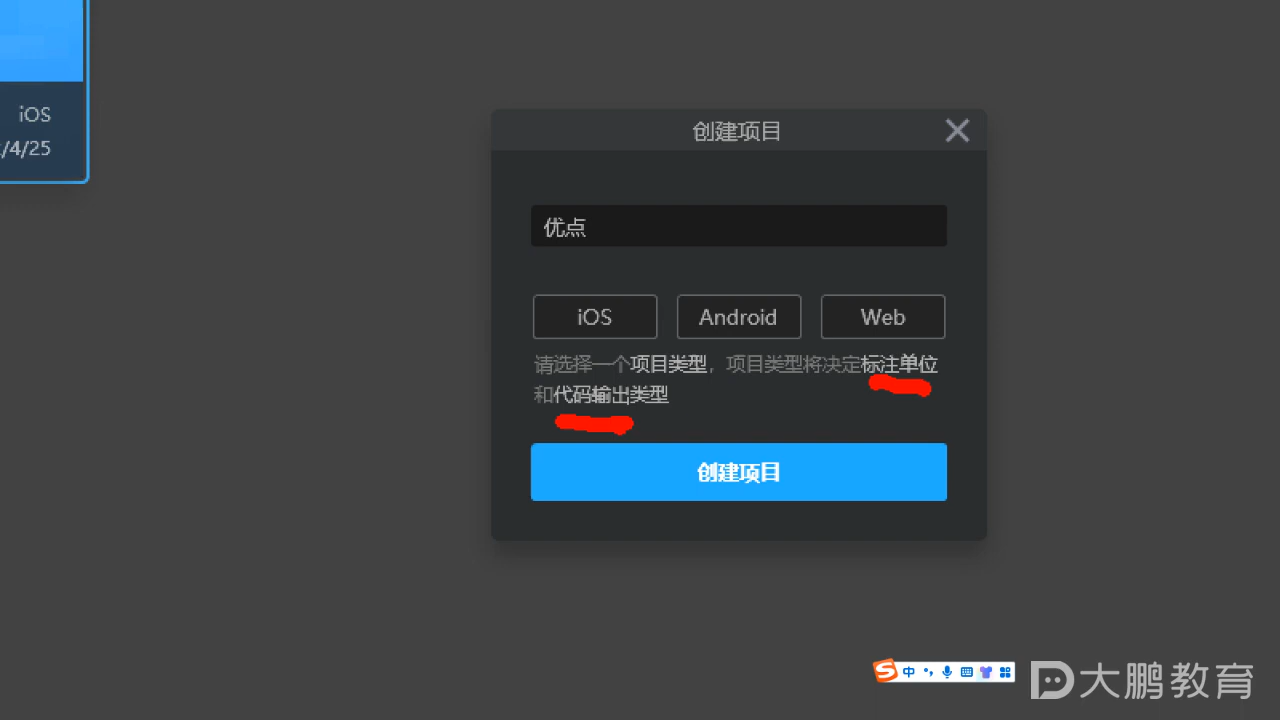 iOS
/4/25
创建项目
优点
iOS
Android
Web
请选择一个项目类型，项目类型将决定标注单位
和代码输出类型
创建项目
中
大鹏教育